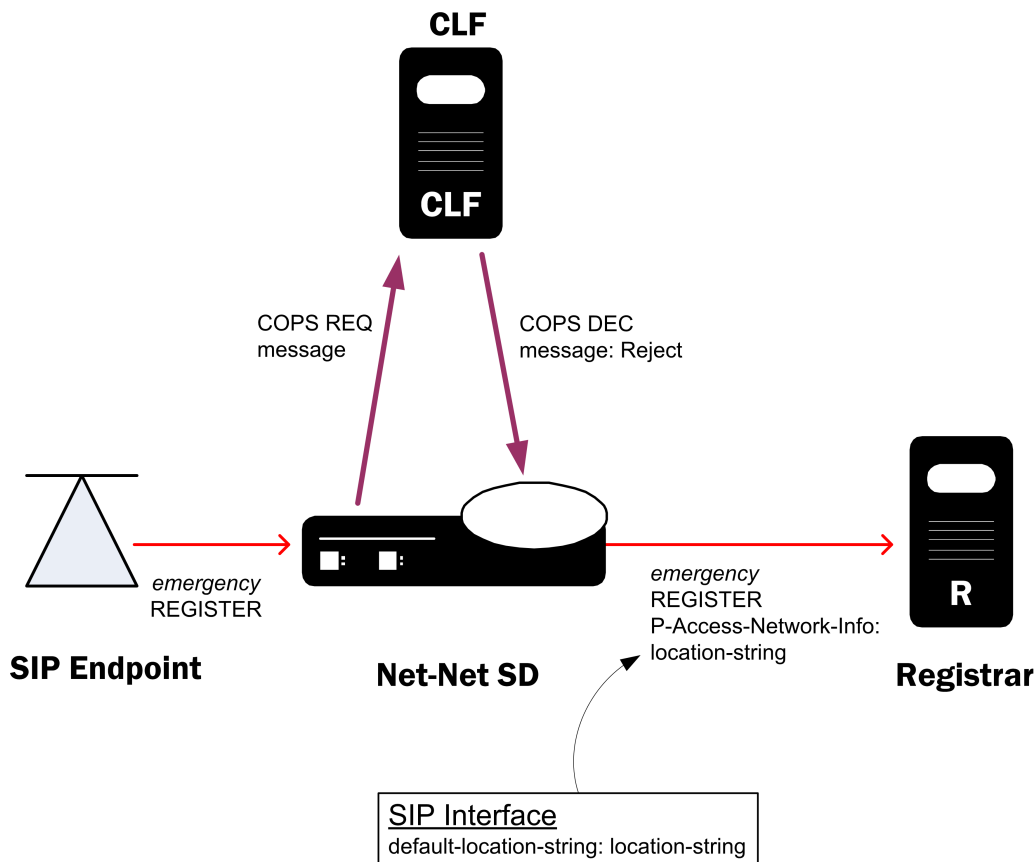 CLF
CLF
COPS REQ
message
COPS DEC
message: Reject
emergency
REGISTER
emergency
REGISTER
P-Access-Network-Info:
location-string
R
SIP Endpoint
Net-Net SD
Registrar
SIP Interface
default-location-string: location-string